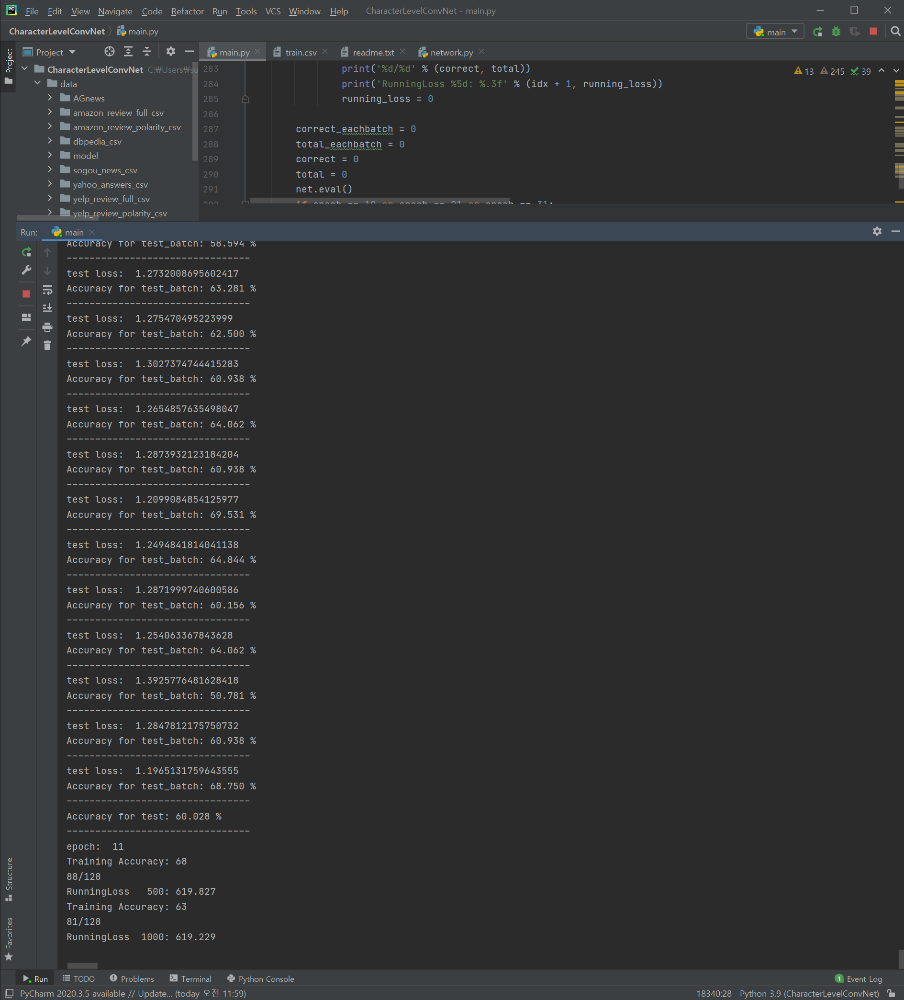 PC File Edit View Navigate Code Refactor Run Tools VCS Window Help CharacterLevelConvNet - main.py
CharacterLevelConvNet main.py main
Project
Project main.py train.csv readme.txt network.py
CharacterLevelConvNet C:₩Users₩su
data
AGnews
amazon_review_full_csv
amazon_review_polarity_csv
dbpedia_csv
model
sogou_news_csv
yahoo_answers_csv
yelp_review_full_csv
yelp_review_polarity_csv
13 245 39
283 print('%d/%d' % (correct, total))
284 print('RunningLoss %5d: %.3f' % (idx + 1, running_loss))
285 running_loss = 0
286
287 correct_eachbatch = 0
288 total_eachbatch = 0
289 correct = 0
290 total = 0
291 net.eval()
Run: main
Accuracy for test_batch: 58.594 %
--------------------------------
test loss:  1.2732008695602417
Accuracy for test_batch: 63.281 %
--------------------------------
test loss:  1.275470495223999
Accuracy for test_batch: 62.500 %
--------------------------------
test loss:  1.3027374744415283
Accuracy for test_batch: 60.938 %
--------------------------------
test loss:  1.2654857635498047
Accuracy for test_batch: 64.062 %
--------------------------------
test loss:  1.2873932123184204
Accuracy for test_batch: 60.938 %
--------------------------------
test loss:  1.2099084854125977
Accuracy for test_batch: 69.531 %
--------------------------------
test loss:  1.2494841814041138
Accuracy for test_batch: 64.844 %
--------------------------------
test loss:  1.2871999740600586
Accuracy for test_batch: 60.156 %
--------------------------------
test loss:  1.254063367843628
Accuracy for test_batch: 64.062 %
--------------------------------
test loss:  1.3925776481628418
Accuracy for test_batch: 50.781 %
--------------------------------
test loss:  1.2847812175750732
Accuracy for test_batch: 60.938 %
--------------------------------
test loss:  1.1965131759643555
Accuracy for test_batch: 68.750 %
--------------------------------
Accuracy for test: 60.028 %
--------------------------------
epoch:  11
Training Accuracy: 68
88/128
RunningLoss   500: 619.827
Training Accuracy: 63
81/128
RunningLoss  1000: 619.229
Structure
Favorites
Run TODO Problems Terminal Python Console 1 Event Log
PyCharm 2020.3.5 available // Update... (today 오전 11:59) 18340:28 Python 3.9 (CharacterLevelConvNet)